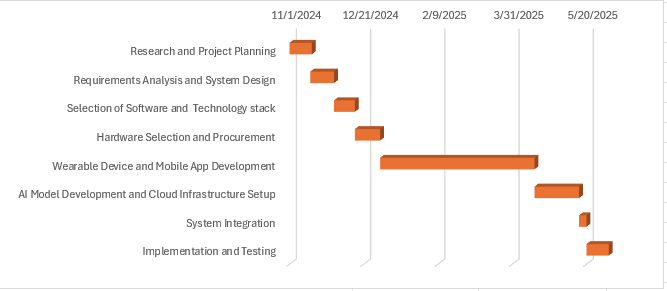 11/1/2024 12/21/2024 2/9/2025 3/31/2025 5/20/2025
Research and Project Planning
Requirements Analysis and System Design
Selection of Software and  Technology stack
Hardware Selection and Procurement
Wearable Device and Mobile App Development
AI Model Development and Cloud Infrastructure Setup
System Integration
Implementation and Testing